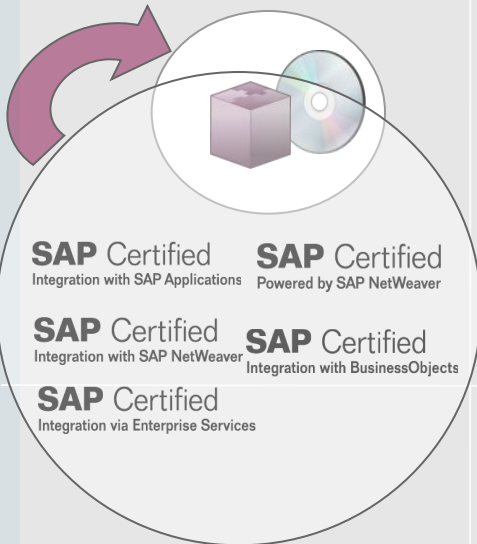 SAP Certified
Integration with SAP Applications
SAP Certified
Powered by SAP NetWeaver
SAP Certified
Integration with SAP NetWeaver
SAP Certified
Integration with BusinessObjects
SAP Certified
Integration via Enterprise Services